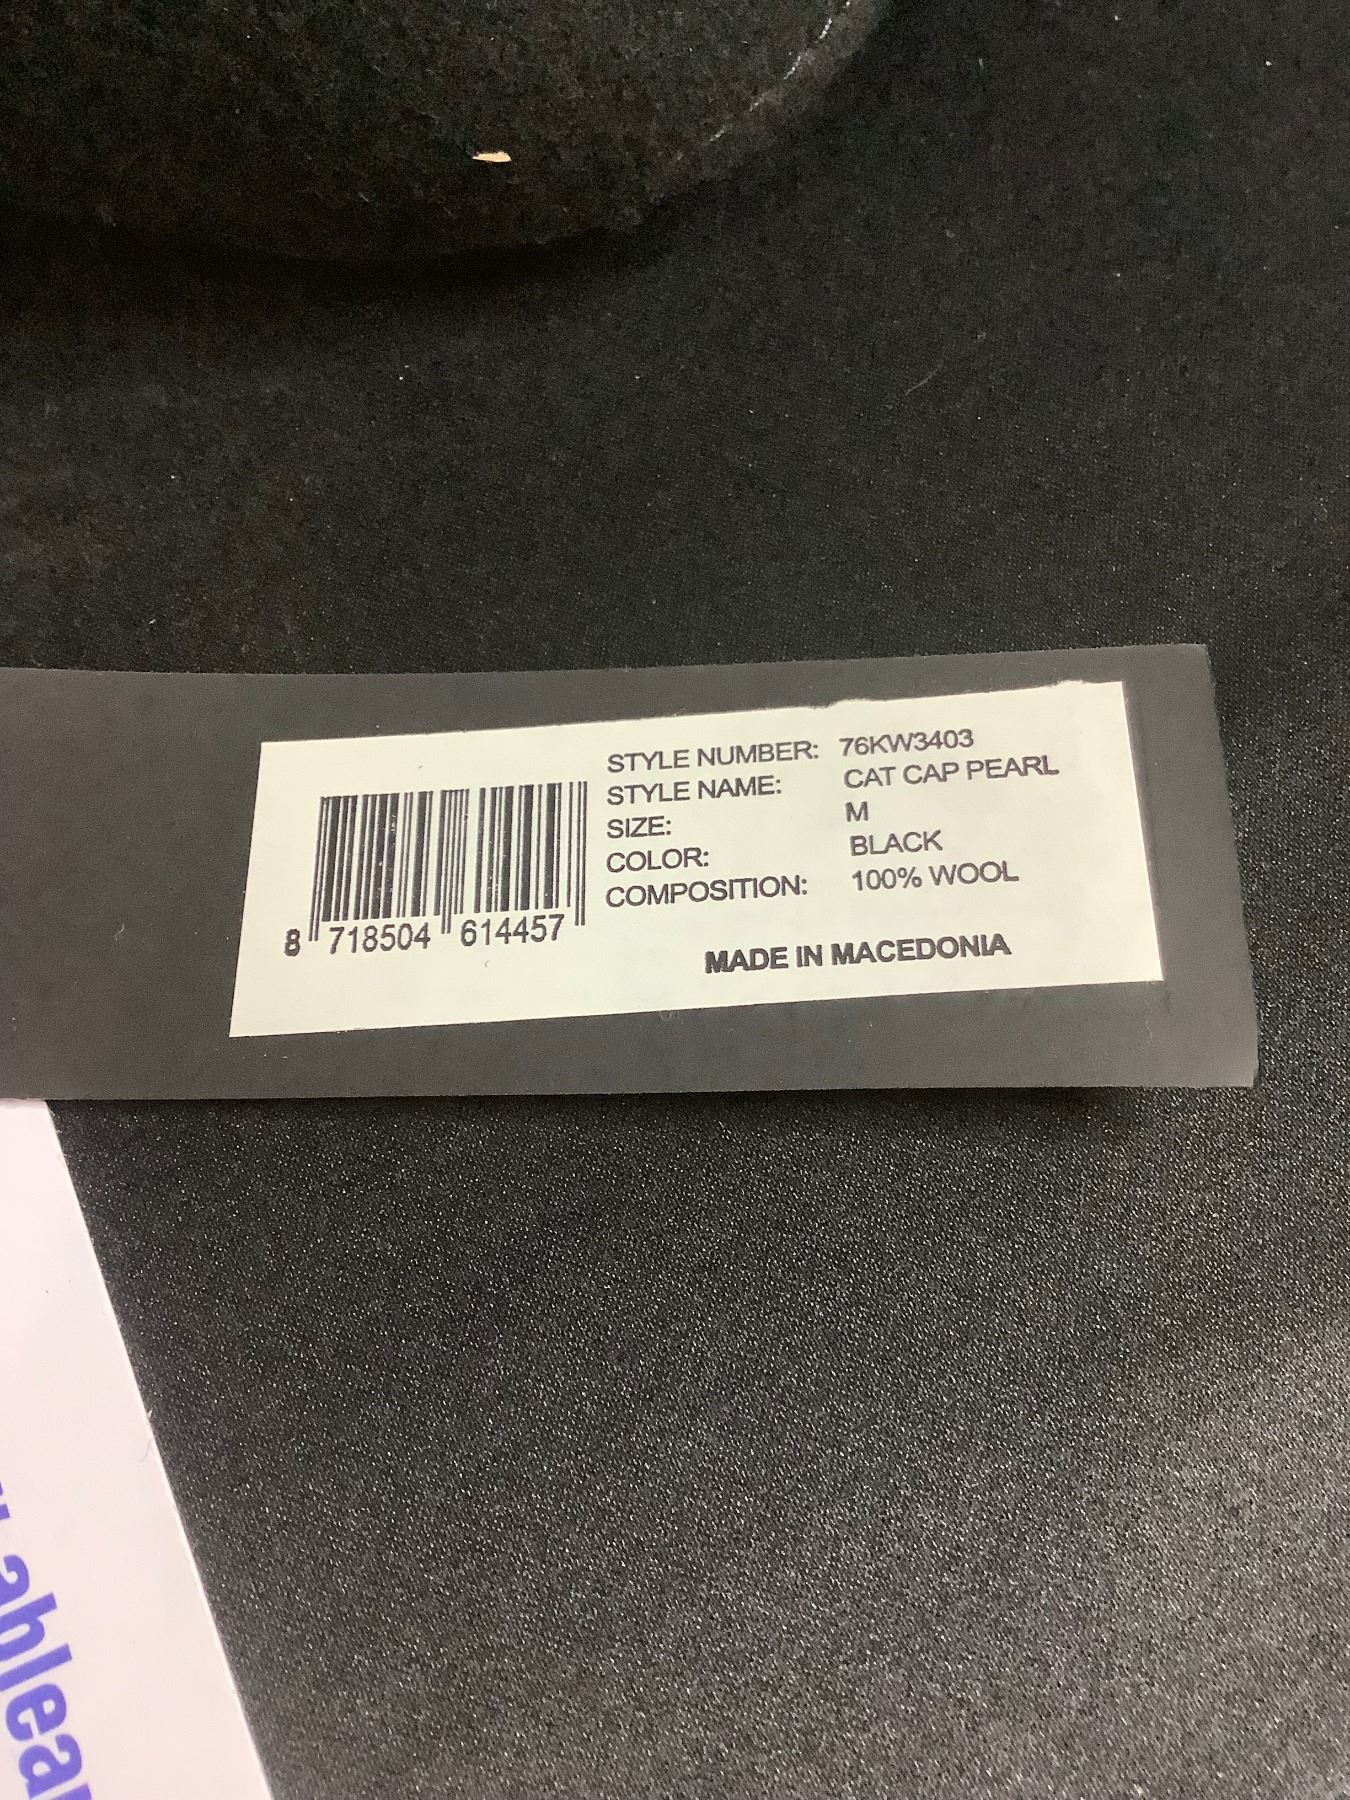 STYLE NUMBER: 76KW3403
STYLE NAME: CAT CAP PEARL
SIZE: M
COLOR: BLACK
COMPOSITION: 100% WOOL
MADE IN MACEDONIA
8 718504 614457